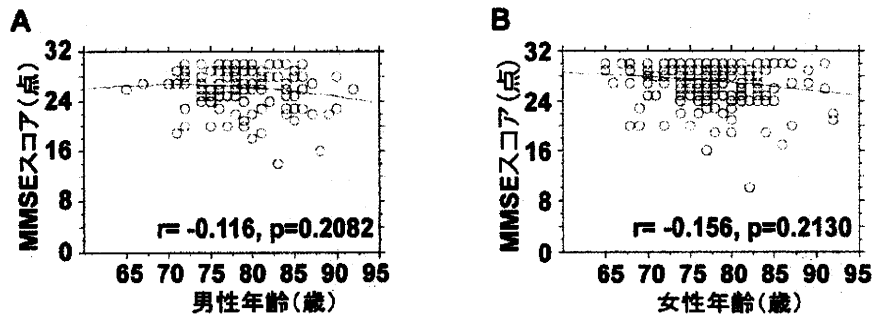 A
MMSEスコア(点)
32
24
16
8
0
r= -0.116, p=0.2082
65 70 75 80 85 90 95
男性年齢(歳)
B
MMSEスコア(点)
32
24
16
8
0
r= -0.156, p=0.2130
65 70 75 80 85 90 95
女性年齢(歳)